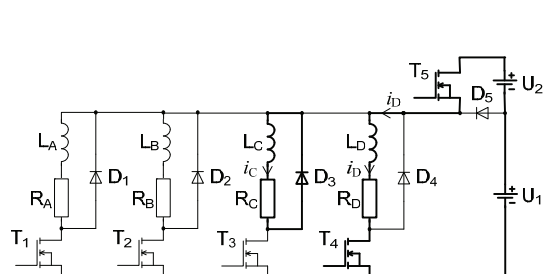 T5
U2
iD
D5
LA
LB
LC
LD
iC
iD
D1
D2
D3
D4
RA
RB
RC
RD
U1
T1
T2
T3
T4